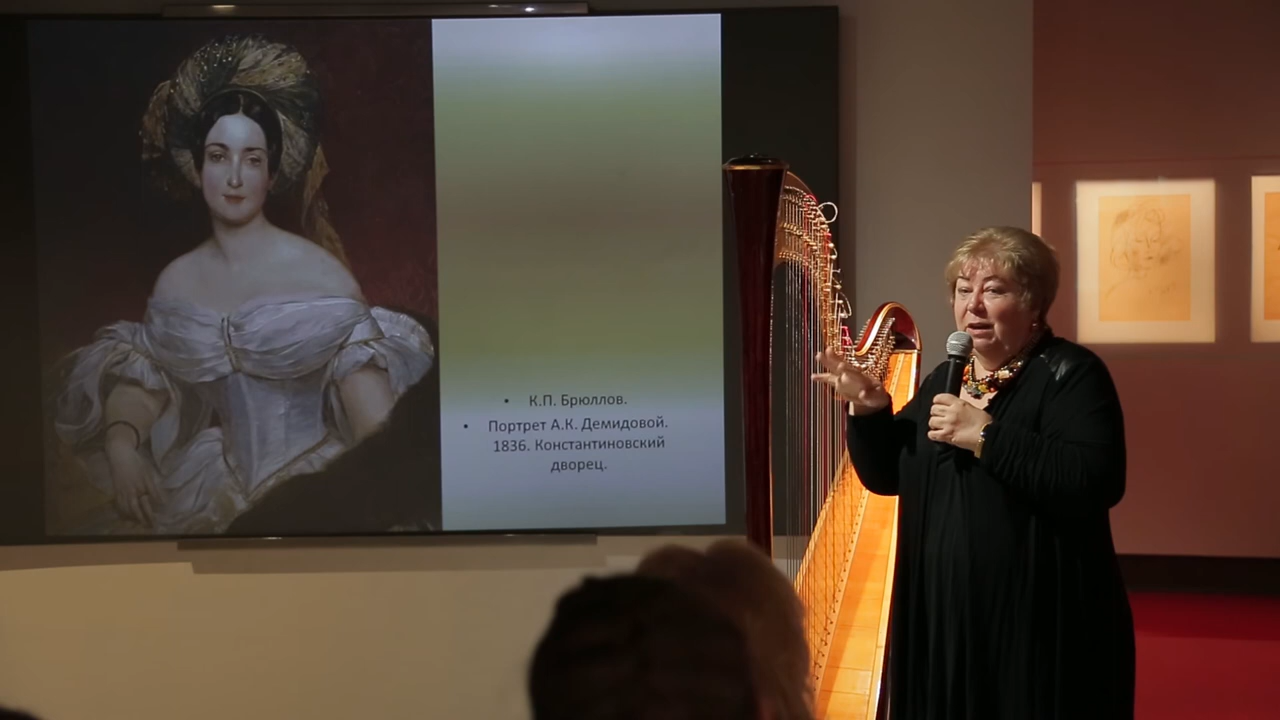 • К.П. Брюллов.
• Портрет А.К. Демидовой.
1836. Константиновский
дворец.